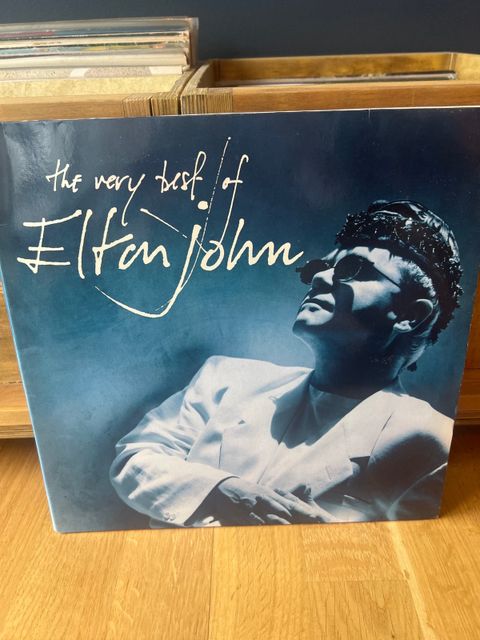 the very best of
Elton john